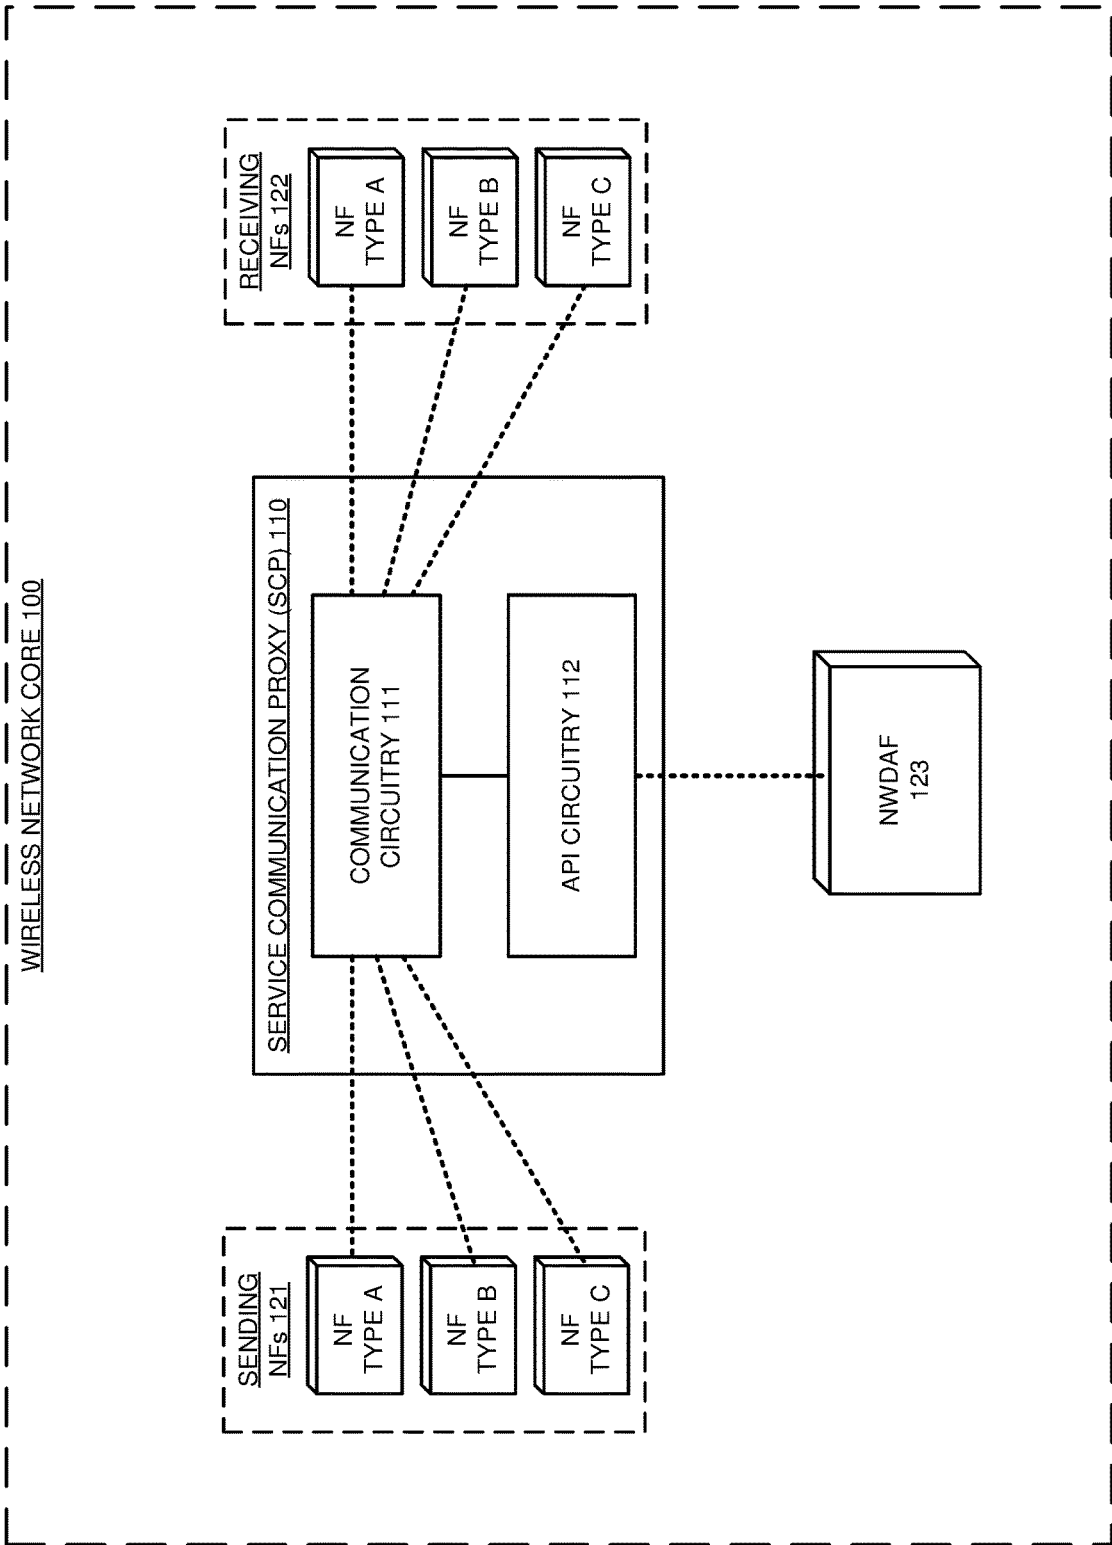 WIRELESS NETWORK CORE 100
SENDING
NFs 121
NF
TYPE A
NF
TYPE B
NF
TYPE C
SERVICE COMMUNICATION PROXY (SCP) 110
COMMUNICATION
CIRCUITRY 111
API CIRCUITRY 112
RECEIVING
NFs 122
NF
TYPE A
NF
TYPE B
NF
TYPE C
NWDAF
123